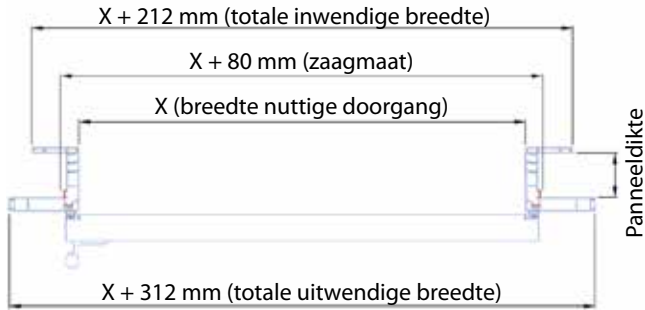 X + 212 mm (totale inwendige breedte)
X + 80 mm (zaagmaat)
X (breedte nuttige doorgang)
Panneeldikte
X + 312 mm (totale uitwendige breedte)